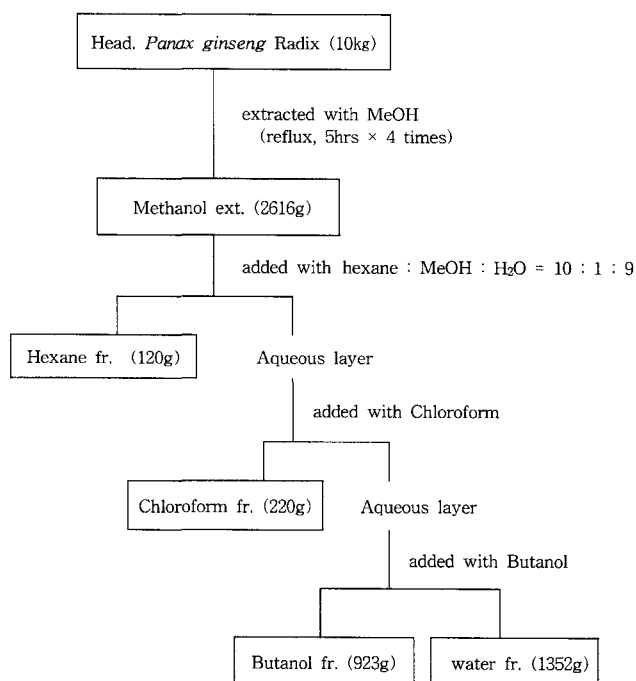 Head. Panax ginseng Radix (10kg)
extracted with MeOH
(reflux, 5hrs × 4 times)
Methanol ext. (2616g)
added with hexane : MeOH : H₂O = 10 : 1 : 9
Hexane fr. (120g)
Aqueous layer
added with Chloroform
Chloroform fr. (220g)
Aqueous layer
added with Butanol
Butanol fr. (923g)
water fr. (1352g)